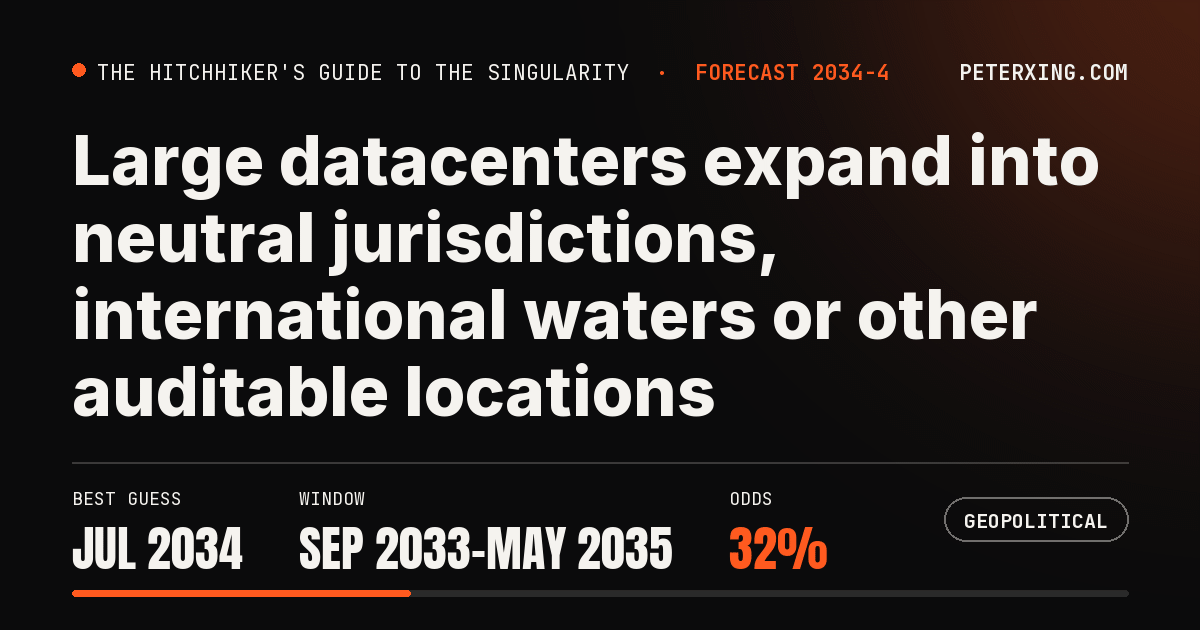 THE HITCHHIKER'S GUIDE TO THE SINGULARITY · FORECAST 2034-4 PETERXING.COM
Large datacenters expand into
neutral jurisdictions,
international waters or other
auditable locations
BEST GUESS WINDOW ODDS
JUL 2034 SEP 2033-MAY 2035 32% GEOPOLITICAL